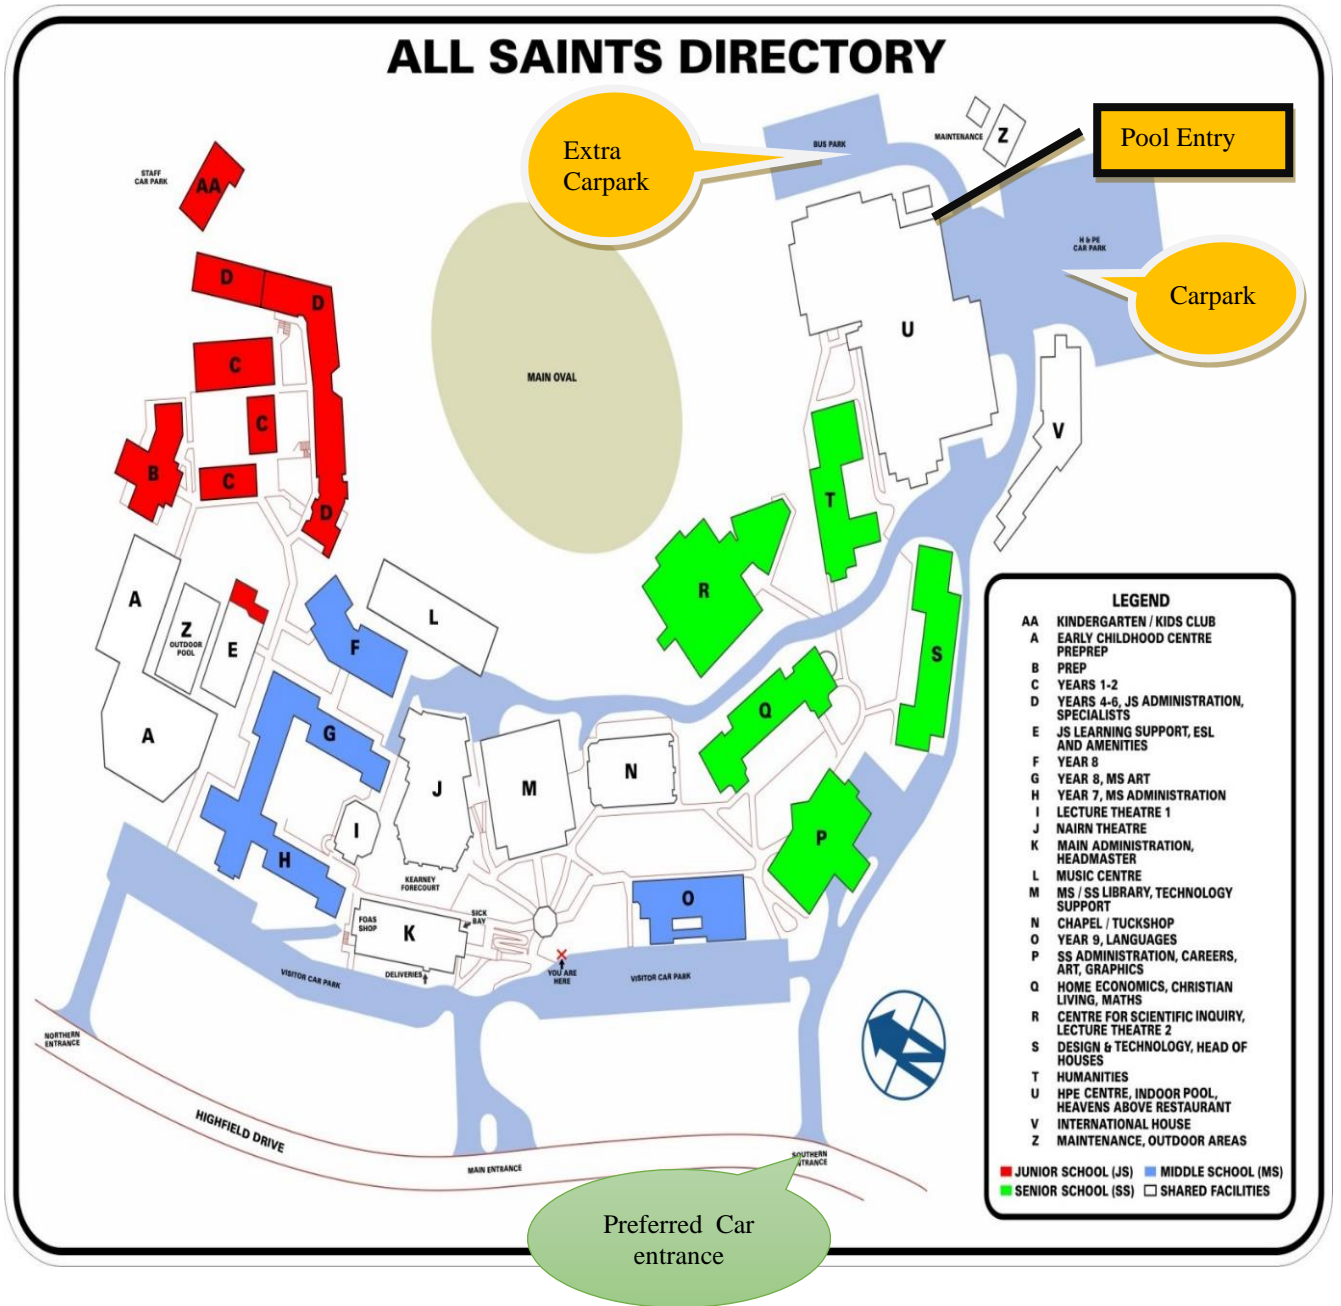 ALL SAINTS DIRECTORY
Extra
Carpark
BUS PARK
MAINTENANCE
Z
Pool Entry
STAFF
CAR PARK
AA
H & PE
CAR PARK
Carpark
D
D
U
C
MAIN OVAL
C
V
B
C
T
D
A
Z
OUTDOOR
POOL
E
L
F
R
S
A
G
Q
J
M
N
I
H
P
KEARNEY
FORECOURT
O
FOAS
SHOP
K
SICK
BAY
DELIVERIES
YOU ARE
HERE
VISITOR CAR PARK
VISITOR CAR PARK
NORTHERN
ENTRANCE
HIGHFIELD DRIVE
MAIN ENTRANCE
SOUTHERN
ENTRANCE
N
Preferred Car
entrance
LEGEND
AA KINDERGARTEN / KIDS CLUB
A EARLY CHILDHOOD CENTRE
PREPREP
B PREP
C YEARS 1-2
D YEARS 4-6, JS ADMINISTRATION,
SPECIALISTS
E JS LEARNING SUPPORT, ESL
AND AMENITIES
F YEAR 8
G YEAR 8, MS ART
H YEAR 7, MS ADMINISTRATION
I LECTURE THEATRE 1
J NAIRN THEATRE
K MAIN ADMINISTRATION,
HEADMASTER
L MUSIC CENTRE
M MS / SS LIBRARY, TECHNOLOGY
SUPPORT
N CHAPEL / TUCKSHOP
O YEAR 9, LANGUAGES
P SS ADMINISTRATION, CAREERS,
ART, GRAPHICS
Q HOME ECONOMICS, CHRISTIAN
LIVING, MATHS
R CENTRE FOR SCIENTIFIC INQUIRY,
LECTURE THEATRE 2
S DESIGN & TECHNOLOGY, HEAD OF
HOUSES
T HUMANITIES
U HPE CENTRE, INDOOR POOL,
HEAVENS ABOVE RESTAURANT
V INTERNATIONAL HOUSE
Z MAINTENANCE, OUTDOOR AREAS
JUNIOR SCHOOL (JS) MIDDLE SCHOOL (MS)
SENIOR SCHOOL (SS) SHARED FACILITIES